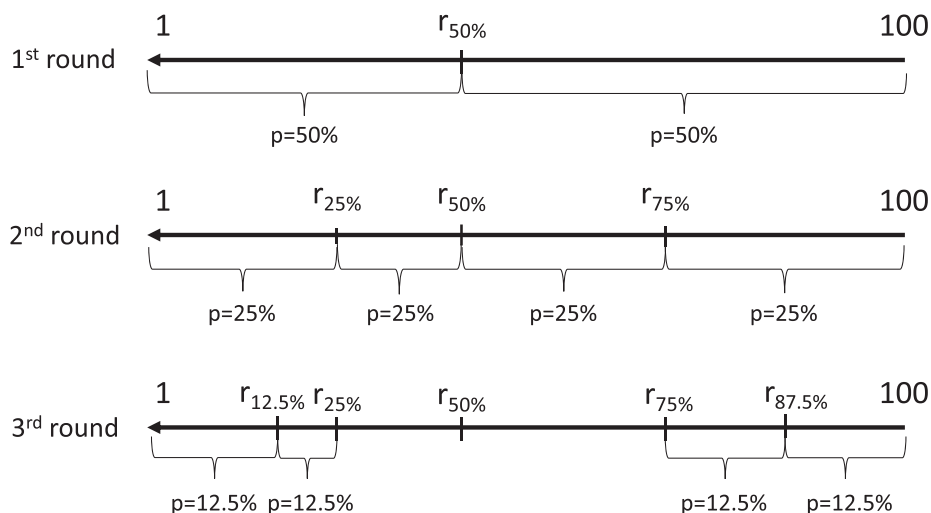 1 r50% 100
1st round
p=50% p=50%
1 r25% r50% r75% 100
2nd round
p=25% p=25% p=25% p=25%
1 r12.5% r25% r50% r75% r87.5% 100
3rd round
p=12.5% p=12.5% p=12.5% p=12.5%